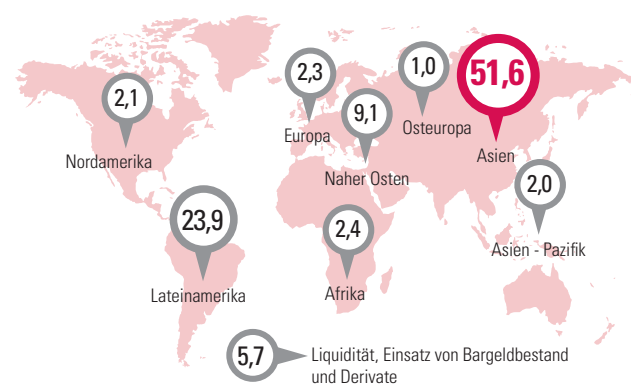 2,1
Nordamerika
2,3
Europa
9,1
Naher Osten
1,0
Osteuropa
51,6
Asien
2,0
Asien - Pazifik
23,9
Lateinamerika
2,4
Afrika
5,7
Liquidität, Einsatz von Bargeldbestand
und Derivate